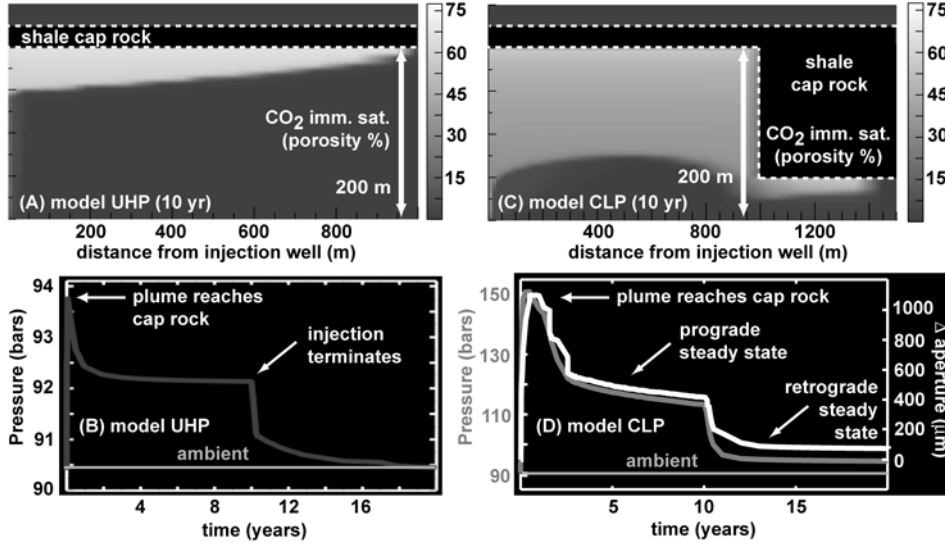 shale cap rock
CO2 imm. sat.
(porosity %)
200 m
(A) model UHP (10 yr)
75
60
45
30
15
200
400
600
800
distance from injection well (m)
shale
cap rock
CO2 imm. sat.
(porosity %)
200 m
(C) model CLP (10 yr)
75
60
45
30
15
400
800
1200
distance from injection well (m)
94
93
92
91
90
Pressure (bars)
plume reaches
cap rock
injection
terminates
(B) model UHP
ambient
4
8
12
16
time (years)
150
130
110
90
Pressure (bars)
plume reaches cap rock
prograde
steady state
retrograde
steady
state
(D) model CLP
ambient
1000
800
600
400
200
0
Δ aperture (μm)
5
10
15
time (years)